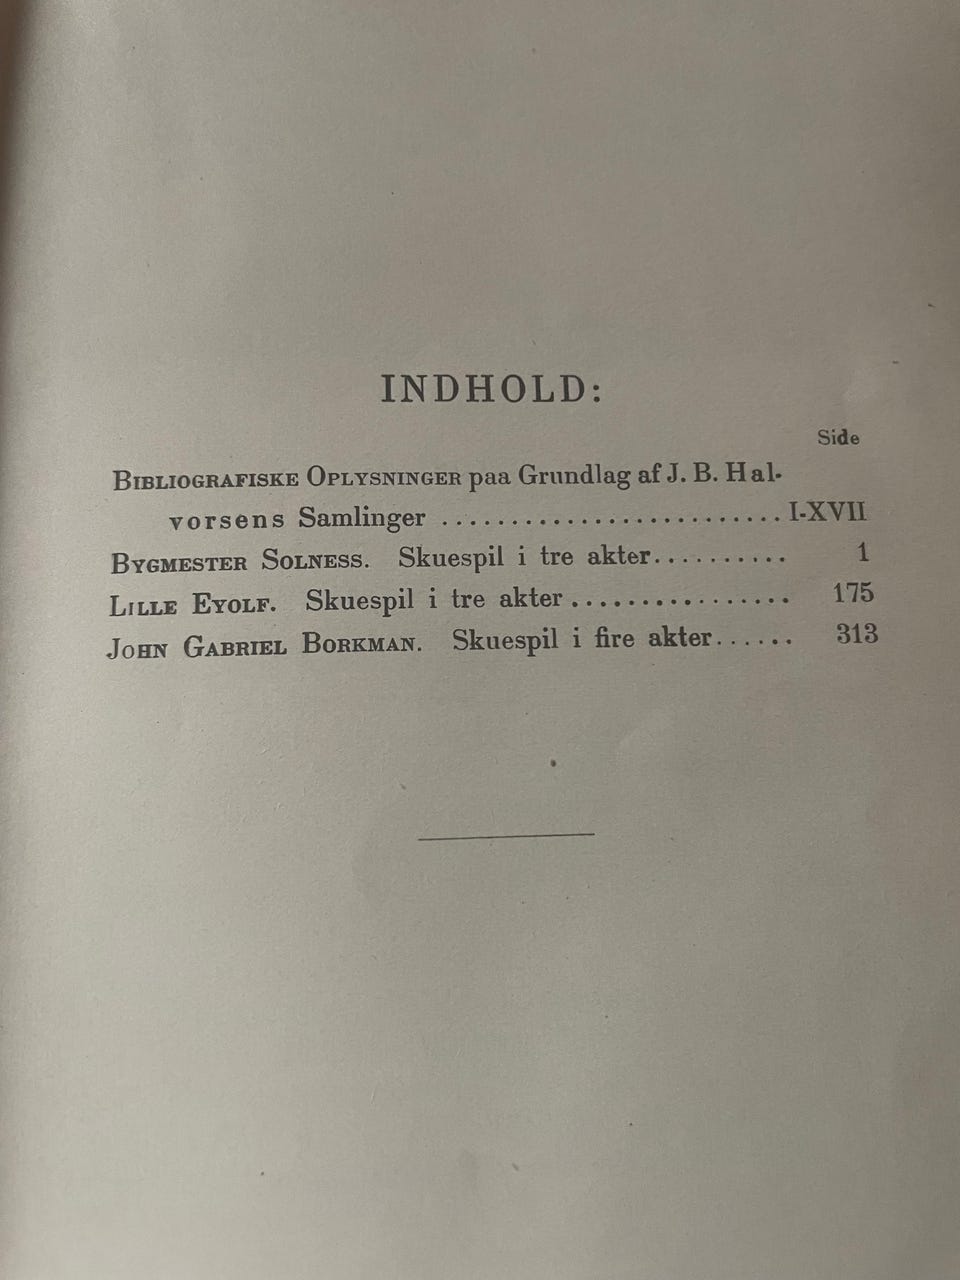 INDHOLD:
Side
BIBLIOGRAFISKE OPLYSNINGER paa Grundlag af J. B. Hal-
vorsens Samlinger ......................... I-XVII
BYGMESTER SOLNESS. Skuespil i tre akter.......... 1
LILLE EYOLF. Skuespil i tre akter ................ 175
JOHN GABRIEL BORKMAN. Skuespil i fire akter...... 313